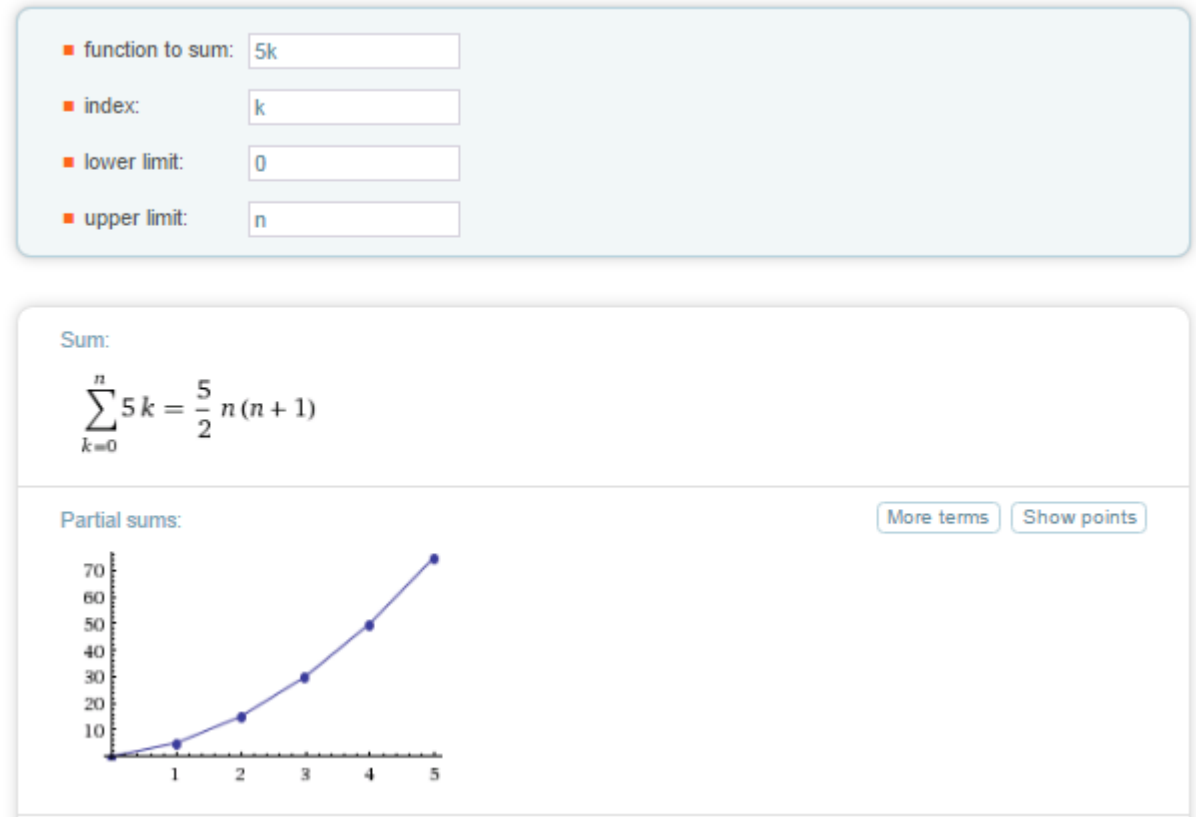 function to sum: 5k
index: k
lower limit: 0
upper limit: n
Sum:
n
∑ 5 k = 5/2 n (n + 1)
k=0
Partial sums: More terms Show points
70
60
50
40
30
20
10
1 2 3 4 5